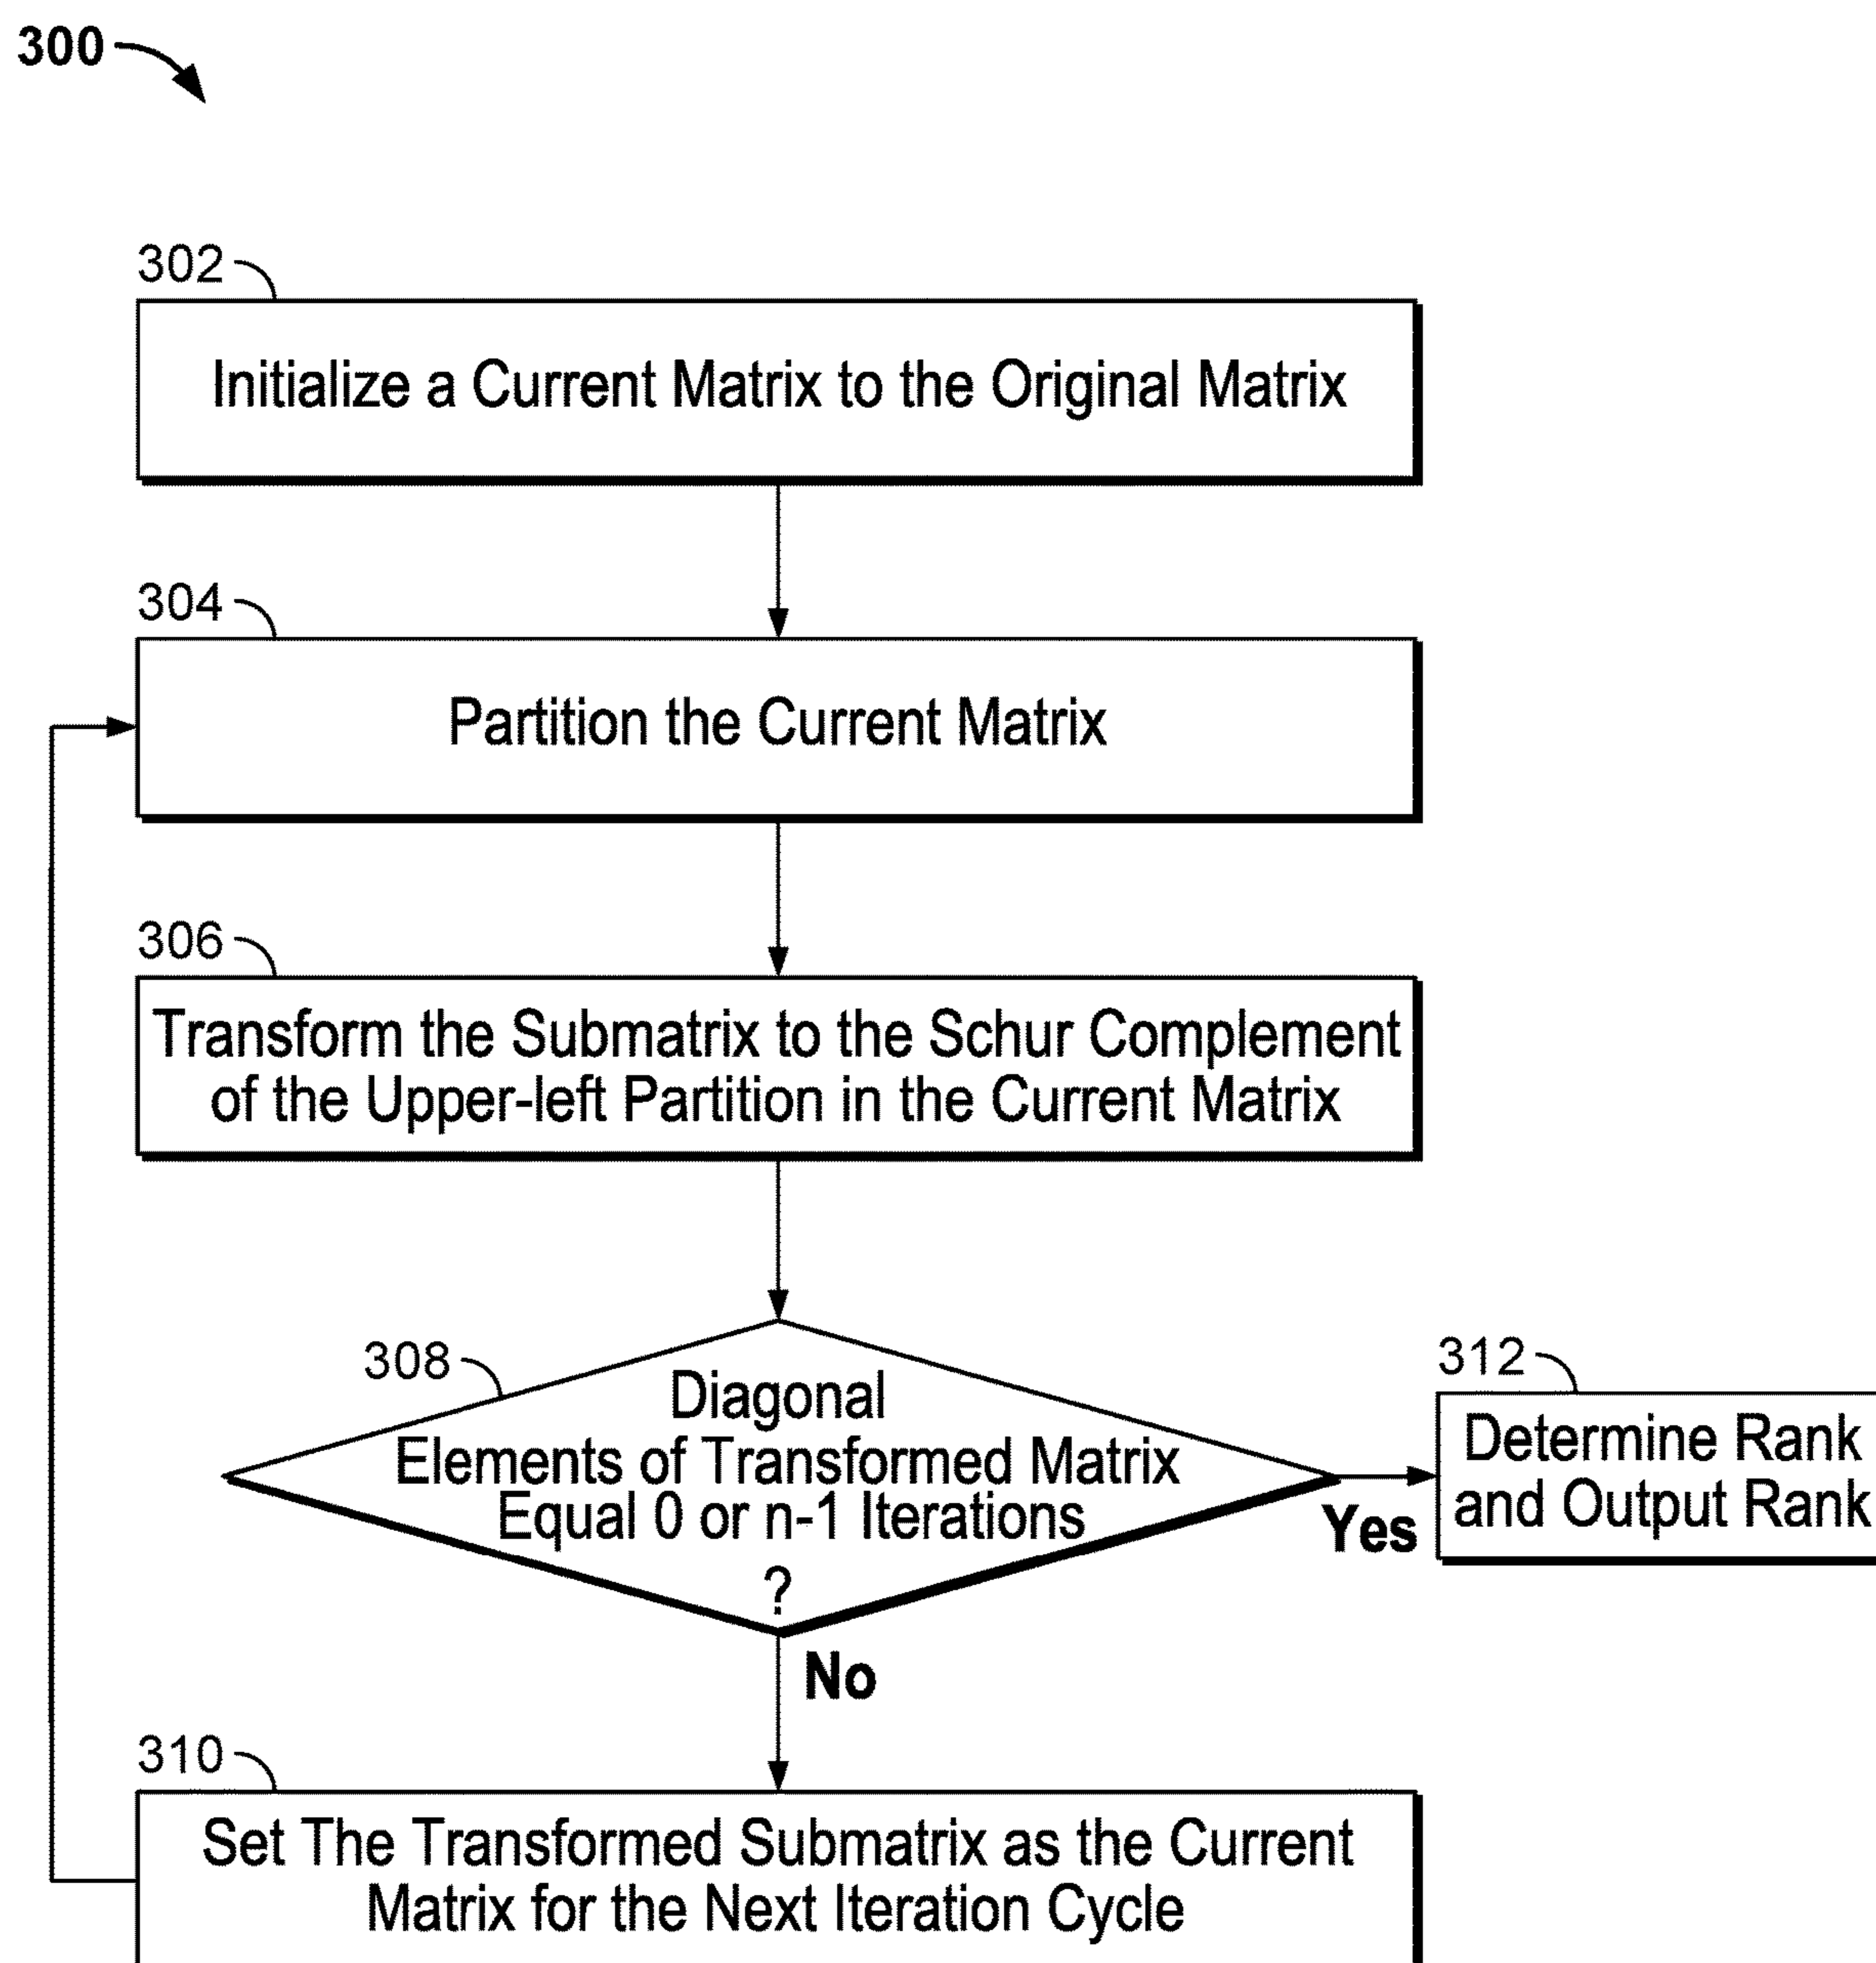 300
302
Initialize a Current Matrix to the Original Matrix
304
Partition the Current Matrix
306
Transform the Submatrix to the Schur Complement
of the Upper-left Partition in the Current Matrix
308
Diagonal
Elements of Transformed Matrix
Equal 0 or n-1 Iterations
?
Yes
312
Determine Rank
and Output Rank
No
310
Set The Transformed Submatrix as the Current
Matrix for the Next Iteration Cycle